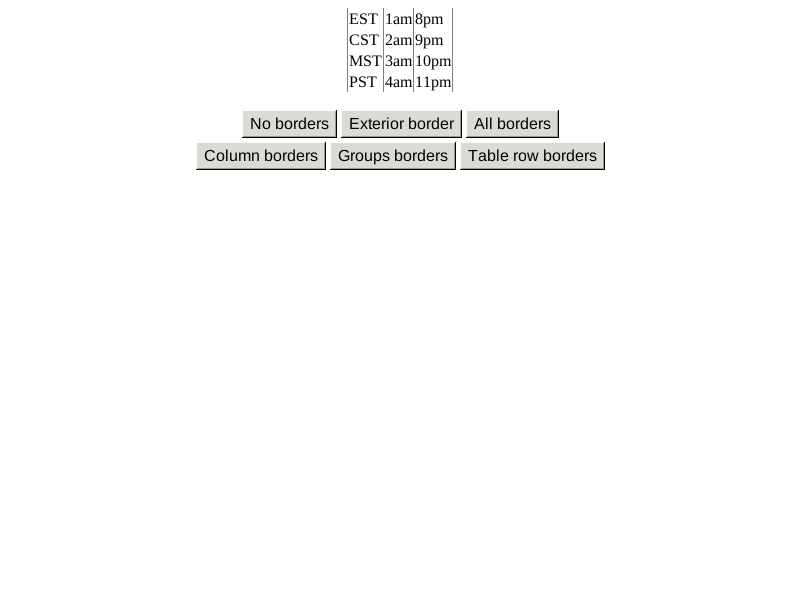 EST 1am 8pm
CST 2am 9pm
MST 3am 10pm
PST 4am 11pm
No borders Exterior border All borders
Column borders Groups borders Table row borders